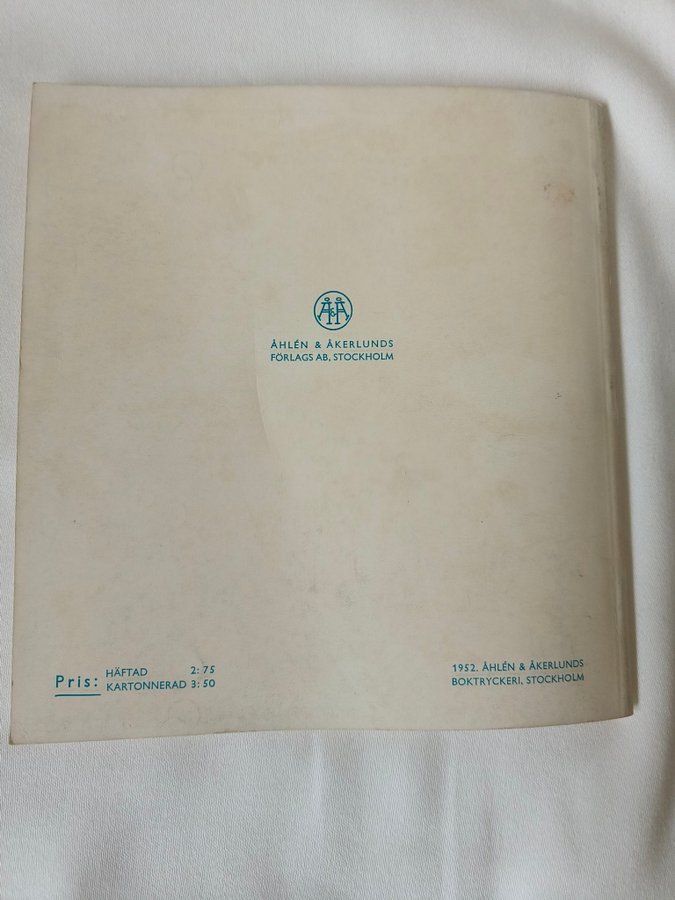 Å&Å
ÅHLÉN & ÅKERLUNDS
FÖRLAGS AB, STOCKHOLM
Pris: HÄFTAD 2:75
KARTONNERAD 3:50
1952. ÅHLÉN & ÅKERLUNDS
BOKTRYCKERI, STOCKHOLM